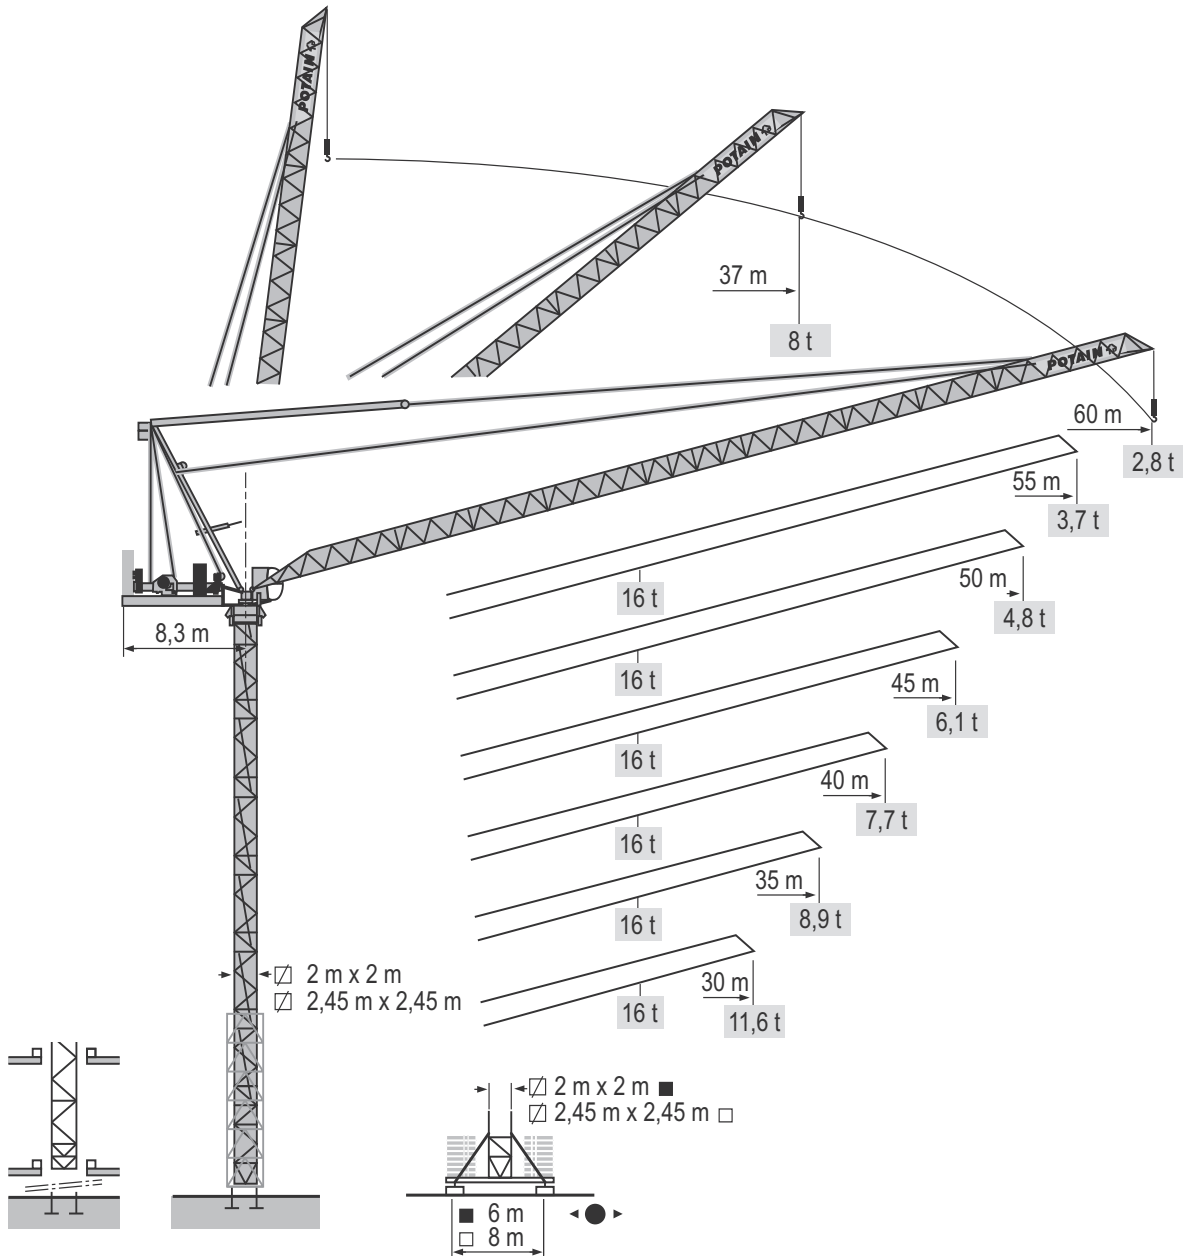 POTAIN
POTAIN
37 m
8 t
POTAIN
60 m
2,8 t
55 m
3,7 t
16 t
50 m
4,8 t
16 t
8,3 m
45 m
6,1 t
16 t
40 m
7,7 t
16 t
35 m
8,9 t
16 t
2 m x 2 m
2,45 m x 2,45 m
30 m
11,6 t
16 t
2 m x 2 m ■
2,45 m x 2,45 m □
■ 6 m
□ 8 m